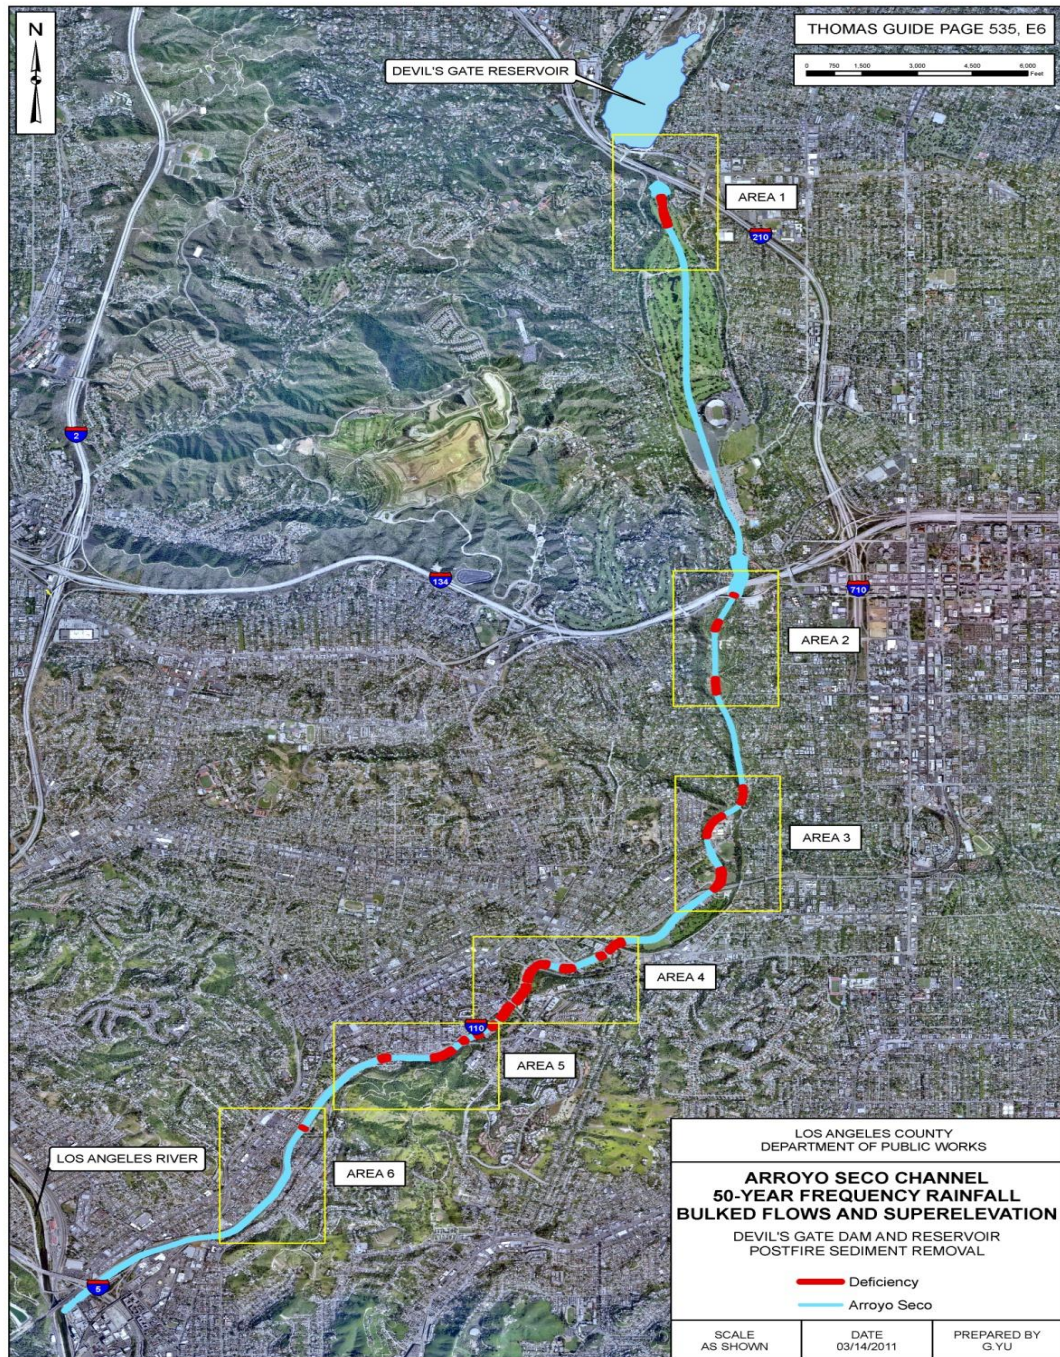 N
THOMAS GUIDE PAGE 535, E6
0 750 1,500 3,000 4,500 6,000
Feet
DEVIL'S GATE RESERVOIR
AREA 1
210
2
134
710
AREA 2
AREA 3
AREA 4
110
AREA 5
AREA 6
LOS ANGELES RIVER
5
LOS ANGELES COUNTY
DEPARTMENT OF PUBLIC WORKS
ARROYO SECO CHANNEL
50-YEAR FREQUENCY RAINFALL
BULKED FLOWS AND SUPERELEVATION
DEVIL'S GATE DAM AND RESERVOIR
POSTFIRE SEDIMENT REMOVAL
Deficiency
Arroyo Seco
SCALE
AS SHOWN
DATE
03/14/2011
PREPARED BY
G.YU